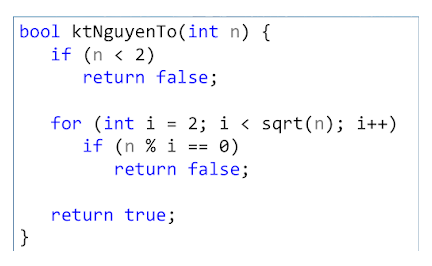 bool ktNguyenTo(int n) {
if (n < 2)
return false;
for (int i = 2; i < sqrt(n); i++)
if (n % i == 0)
return false;
return true;
}